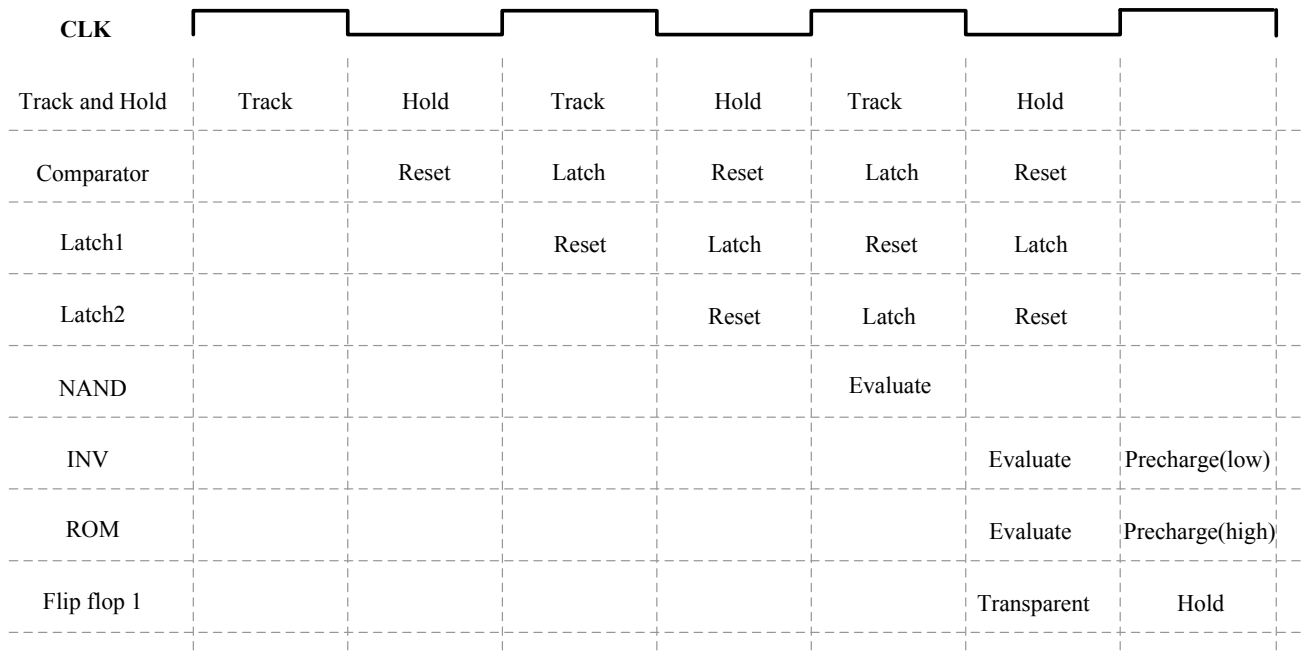 CLK
Track and Hold Track Hold Track Hold Track Hold
Comparator Reset Latch Reset Latch Reset
Latch1 Reset Latch Reset Latch
Latch2 Reset Latch Reset
NAND Evaluate
INV Evaluate Precharge(low)
ROM Evaluate Precharge(high)
Flip flop 1 Transparent Hold